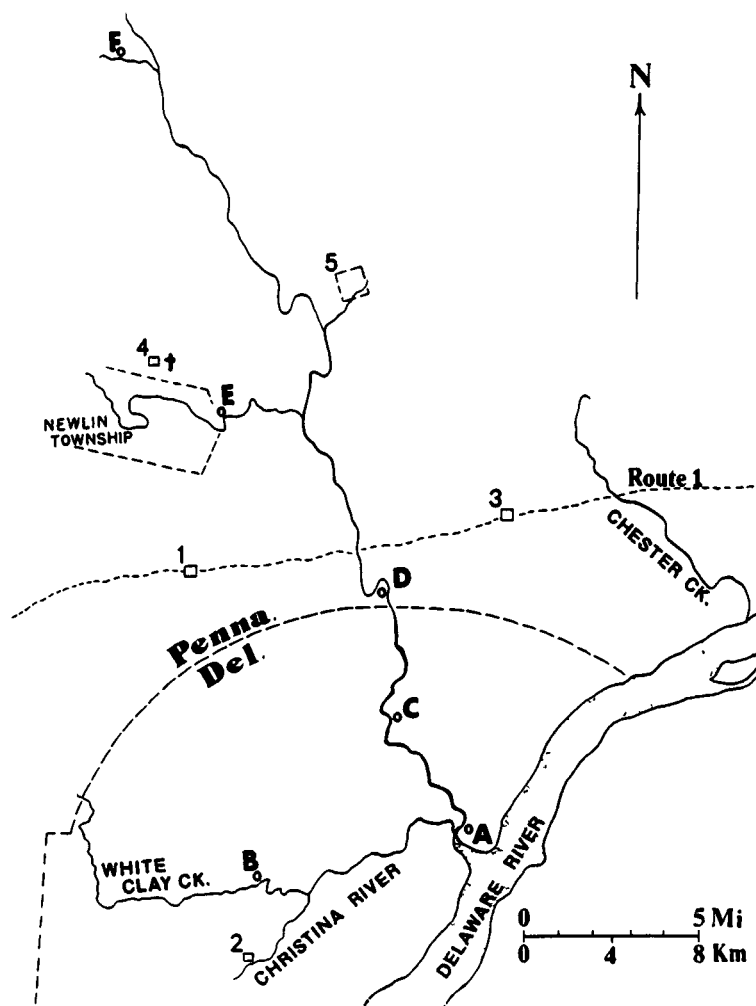 F
N
5
4
E
NEWLIN
TOWNSHIP
Route 1
3
CHESTER CK.
1
D
Penna.
Del.
C
A
B
WHITE
CLAY CK.
CHRISTINA RIVER
DELAWARE RIVER
2
0 5 Mi
0 4 8 Km